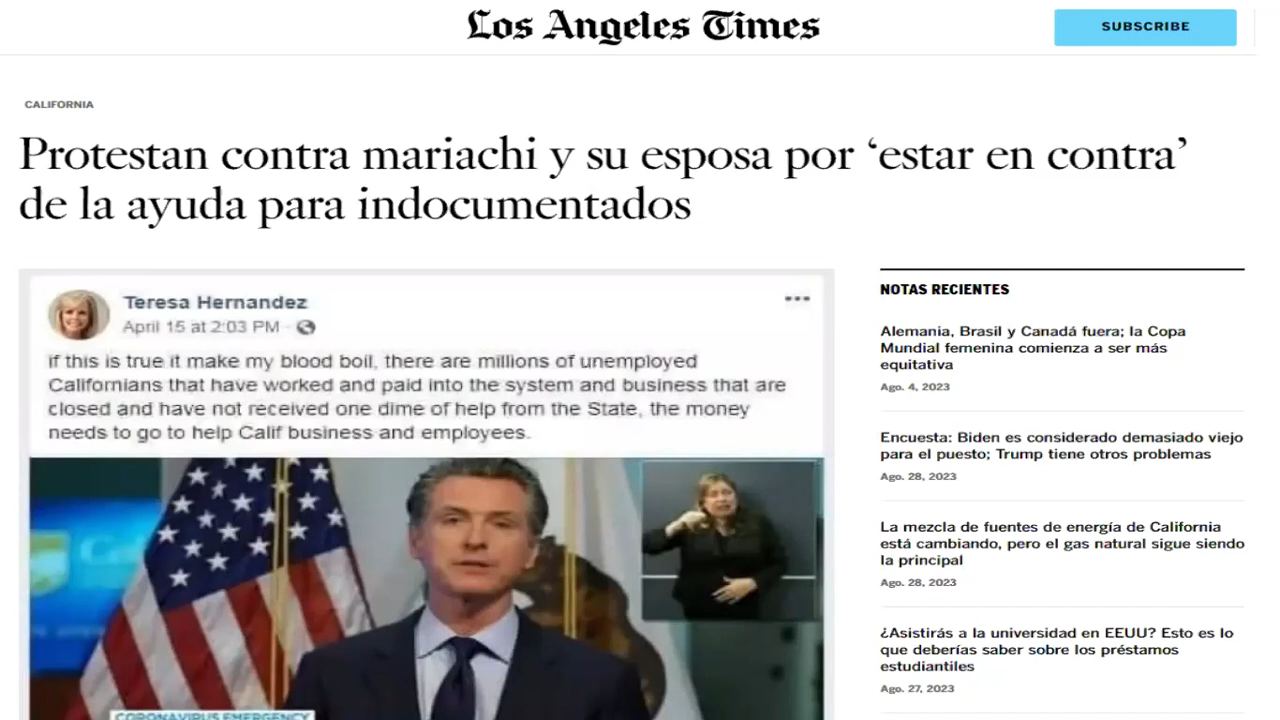 Los Angeles Times
SUBSCRIBE
CALIFORNIA
Protestan contra mariachi y su esposa por ‘estar en contra’
de la ayuda para indocumentados
Teresa Hernandez
April 15 at 2:03 PM ·
if this is true it make my blood boil, there are millions of unemployed
Californians that have worked and paid into the system and business that are
closed and have not received one dime of help from the State, the money
needs to go to help Calif business and employees.
CORONAVIRUS EMERGENCY
NOTAS RECIENTES
Alemania, Brasil y Canadá fuera; la Copa
Mundial femenina comienza a ser más
equitativa
Ago. 4, 2023
Encuesta: Biden es considerado demasiado viejo
para el puesto; Trump tiene otros problemas
Ago. 28, 2023
La mezcla de fuentes de energía de California
está cambiando, pero el gas natural sigue siendo
la principal
Ago. 28, 2023
¿Asistirás a la universidad en EEUU? Esto es lo
que deberías saber sobre los préstamos
estudiantiles
Ago. 27, 2023